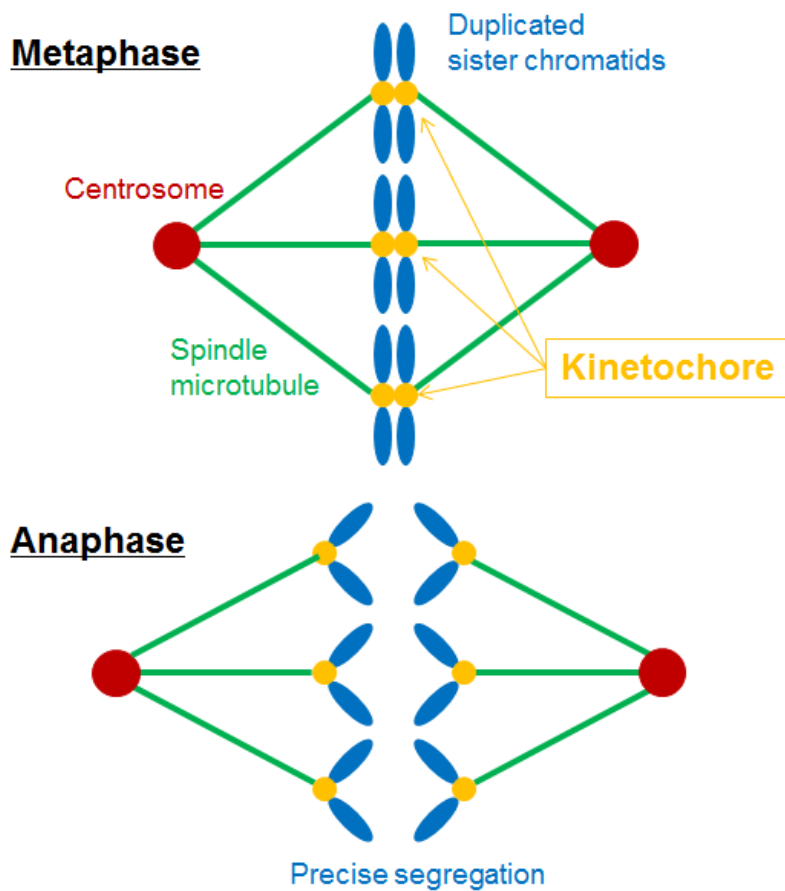 Metaphase
Duplicated
sister chromatids
Centrosome
Spindle
microtubule
Kinetochore
Anaphase
Precise segregation